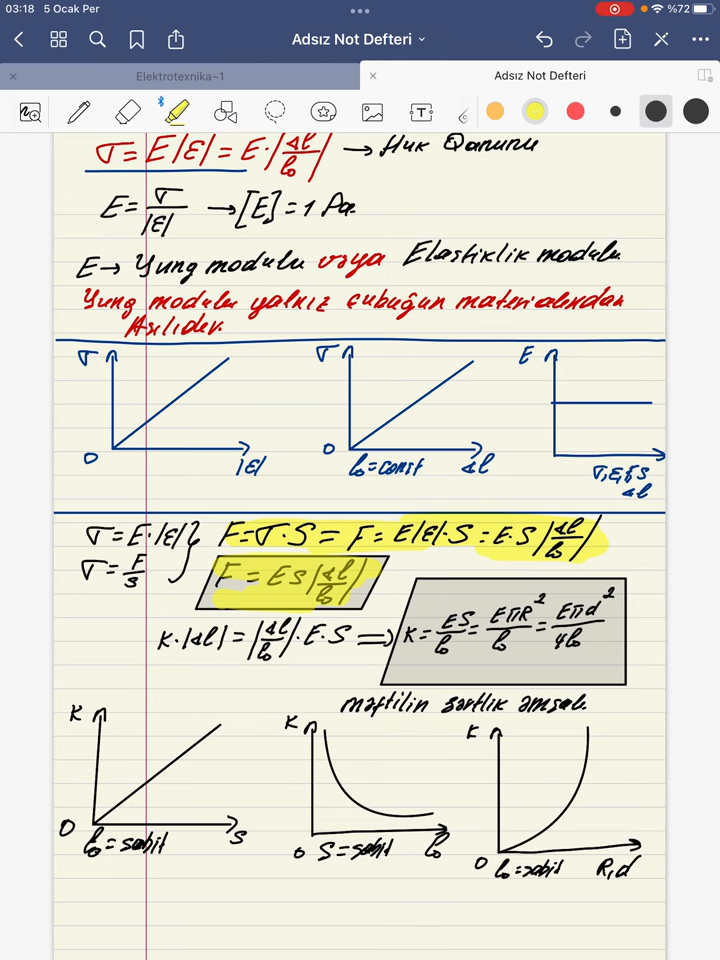 03:18 5 Ocak Per
%72
Adsız Not Defteri
Elektrotexnika~1
Adsız Not Defteri
σ = E|ε| = E·|Δl/l₀| → Huk Qanunu
E = σ/|ε| → [E] = 1 Pa
E → Yung modulu vəya Elastiklik modulu
Yung modulu yalnız çubuğun materialından
Asılıdır.
σ 0 |ε|
σ 0 l₀ = const Δl
E σ, ε, F, S
Δl
σ = E·|ε|
σ = F/S
F = σ·S = F = E|ε|·S = E·S|Δl/l₀|
F = ES|Δl/l₀|
K·|Δl| = |Δl/l₀|·E·S ⟹ K = ES/l₀ = EπR²/l₀ = Eπd²/4l₀
məftilin sərtlik əmsalı
K 0 l₀ = sabit S
K 0 S = sabit l₀
K 0 l₀ = sabit R, d